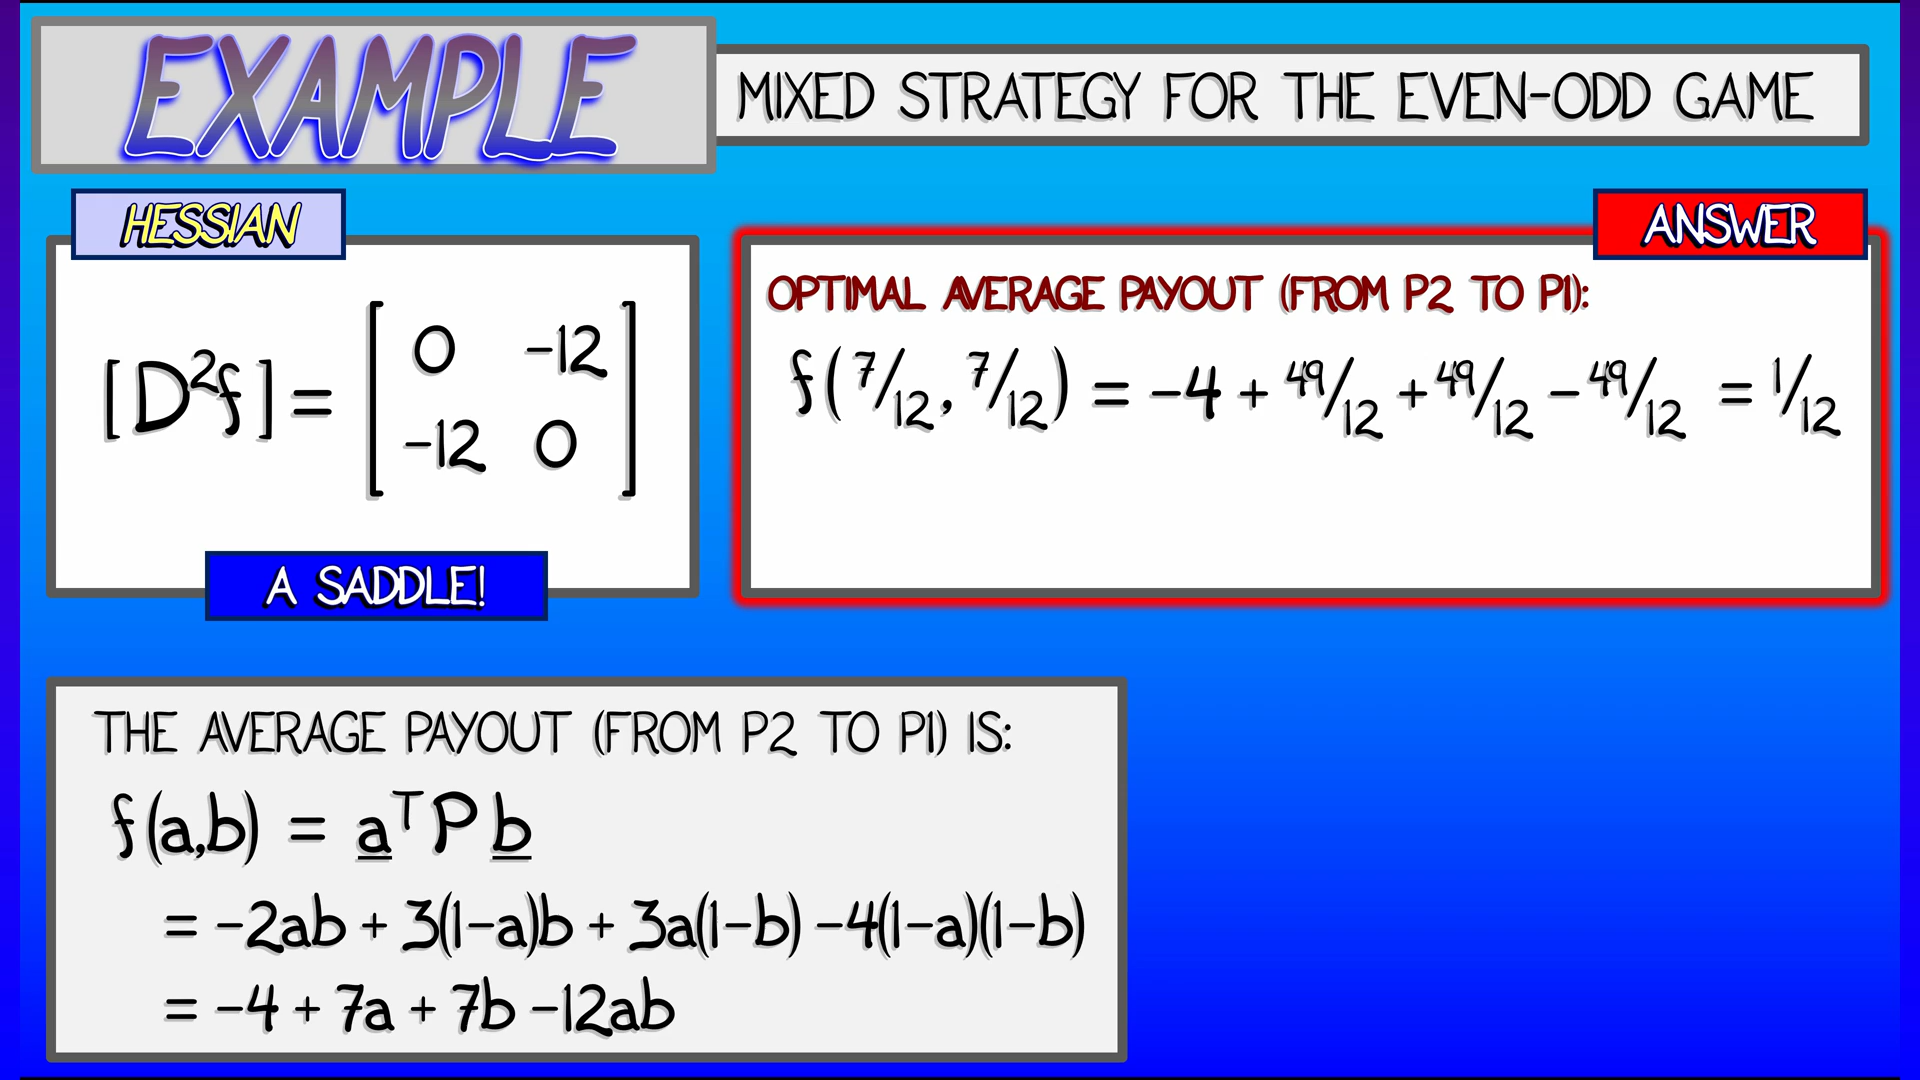 EXAMPLE
MIXED STRATEGY FOR THE EVEN-ODD GAME
HESSIAN
[D²f] = [ 0 -12
-12 0 ]
A SADDLE!
ANSWER
OPTIMAL AVERAGE PAYOUT (FROM P2 TO P1):
f(7/12, 7/12) = -4 + 49/12 + 49/12 - 49/12 = 1/12
THE AVERAGE PAYOUT (FROM P2 TO P1) IS:
f(a,b) = aᵀPb
= -2ab + 3(1-a)b + 3a(1-b) -4(1-a)(1-b)
= -4 + 7a + 7b -12ab